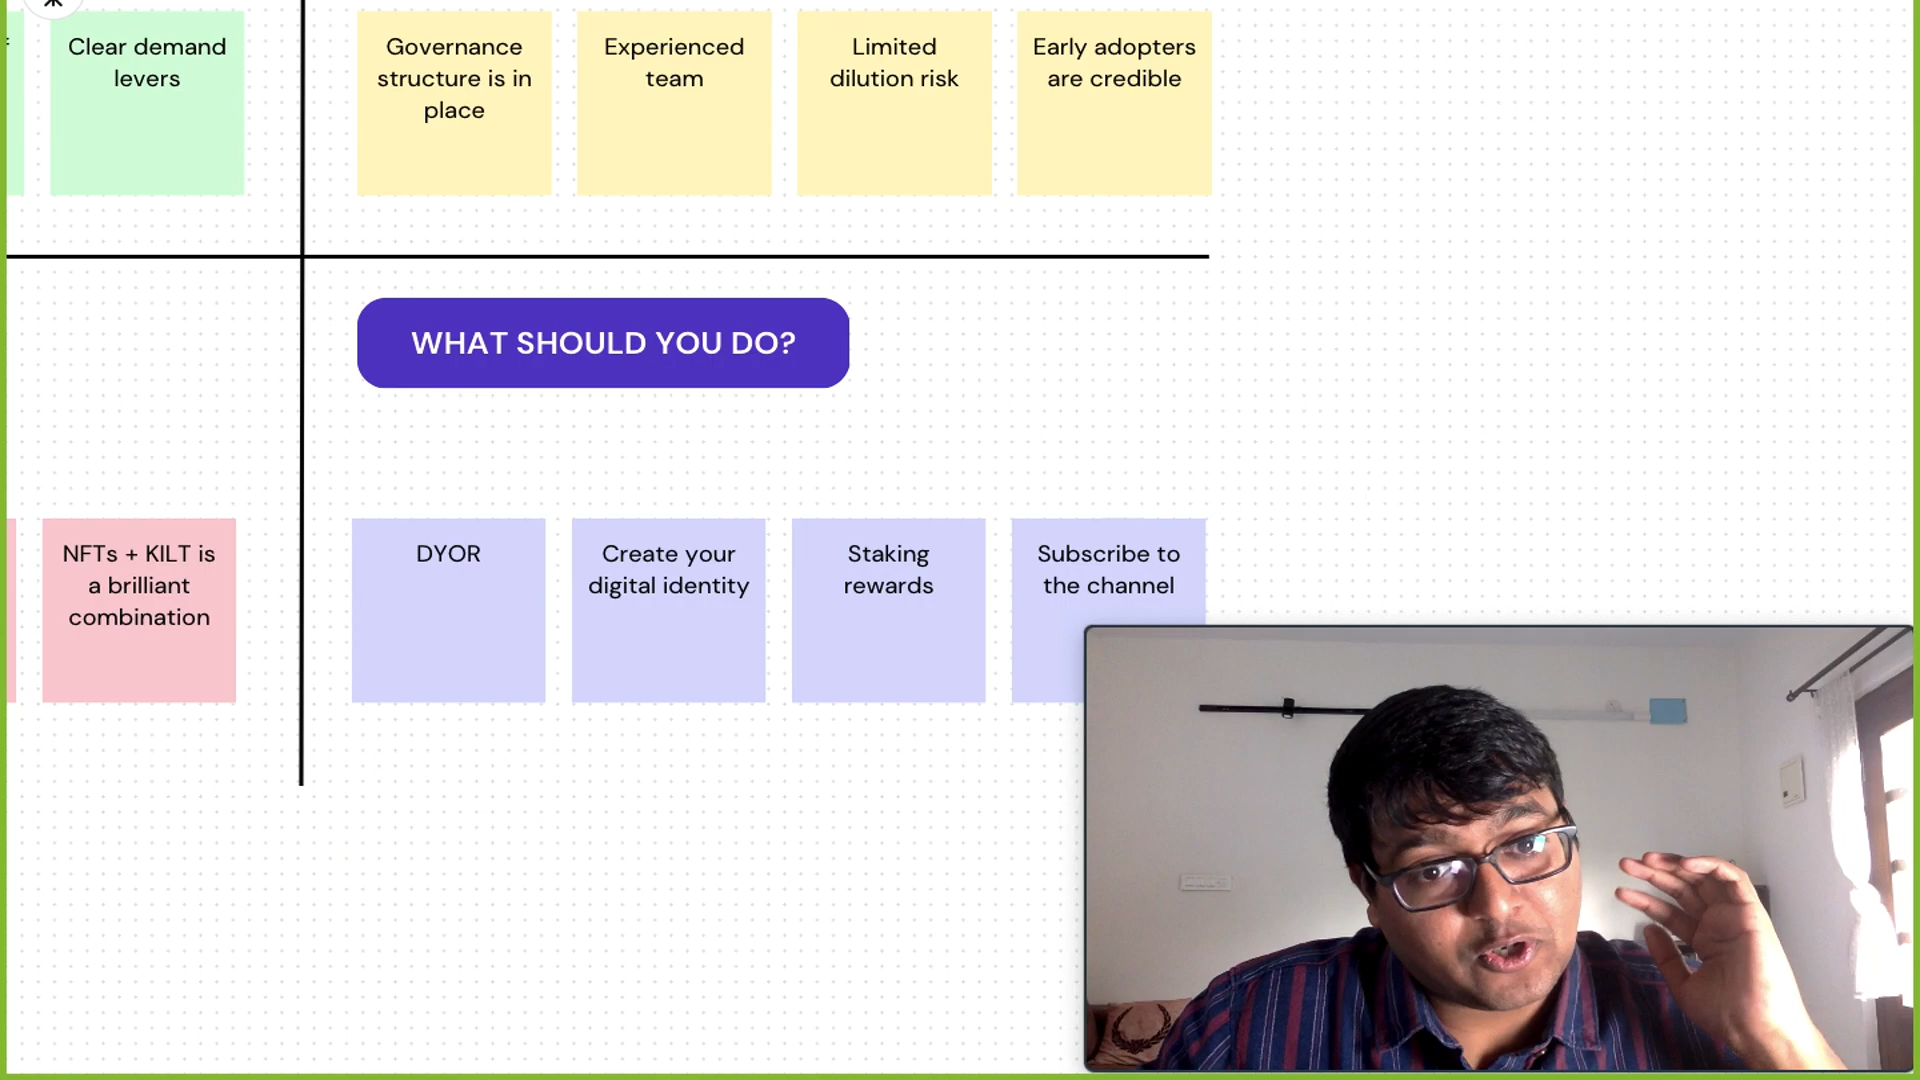 Clear demand
levers
Governance
structure is in
place
Experienced
team
Limited
dilution risk
Early adopters
are credible
WHAT SHOULD YOU DO?
NFTs + KILT is
a brilliant
combination
DYOR
Create your
digital identity
Staking
rewards
Subscribe to
the channel